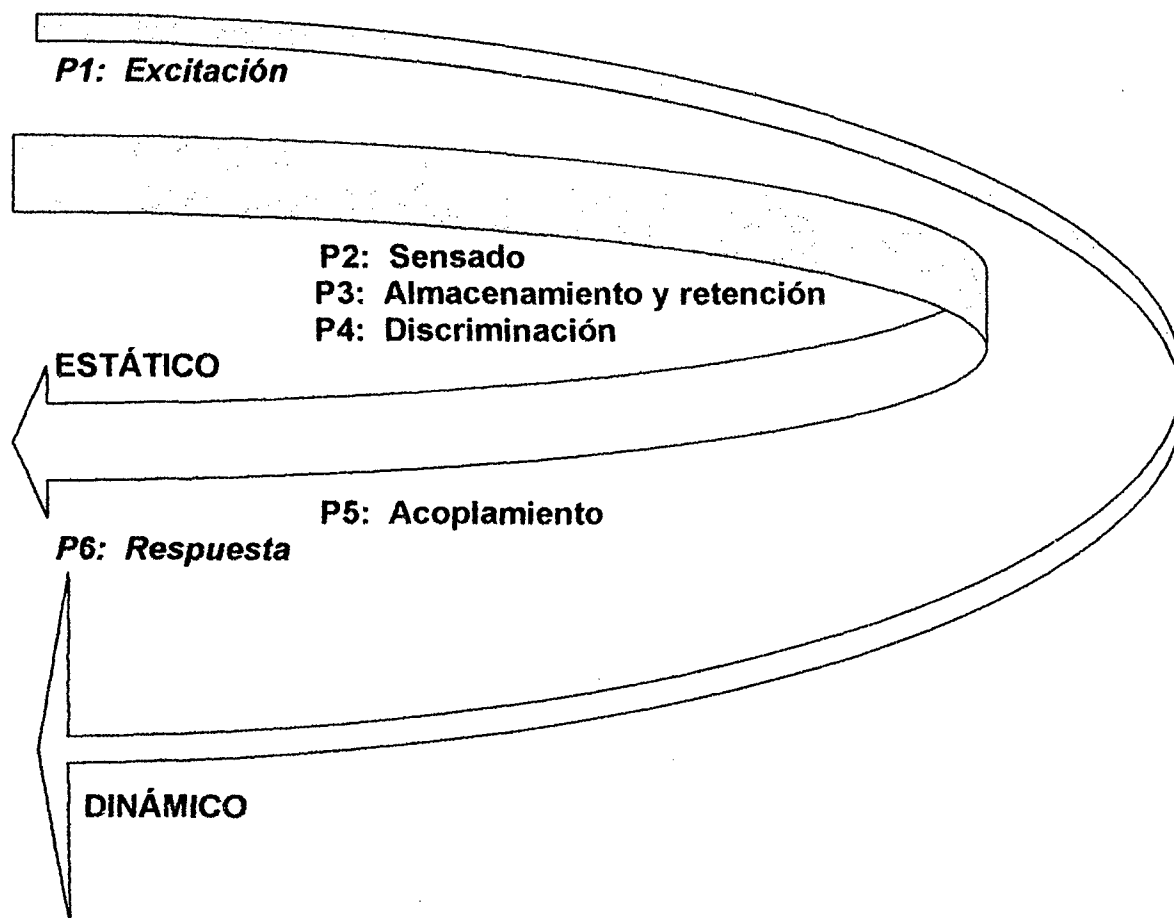 P1: Excitación
P2: Sensado
P3: Almacenamiento y retención
P4: Discriminación
ESTÁTICO
P5: Acoplamiento
P6: Respuesta
DINÁMICO